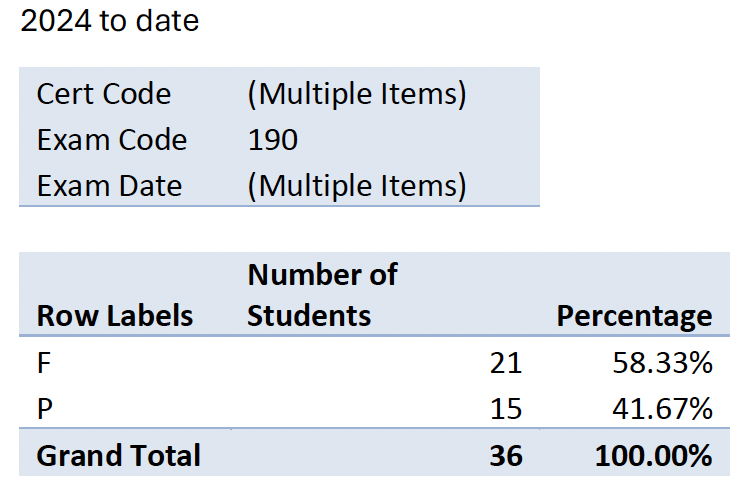 2024 to date
Cert Code (Multiple Items)
Exam Code 190
Exam Date (Multiple Items)
Number of
Row Labels Students Percentage
F 21 58.33%
P 15 41.67%
Grand Total 36 100.00%